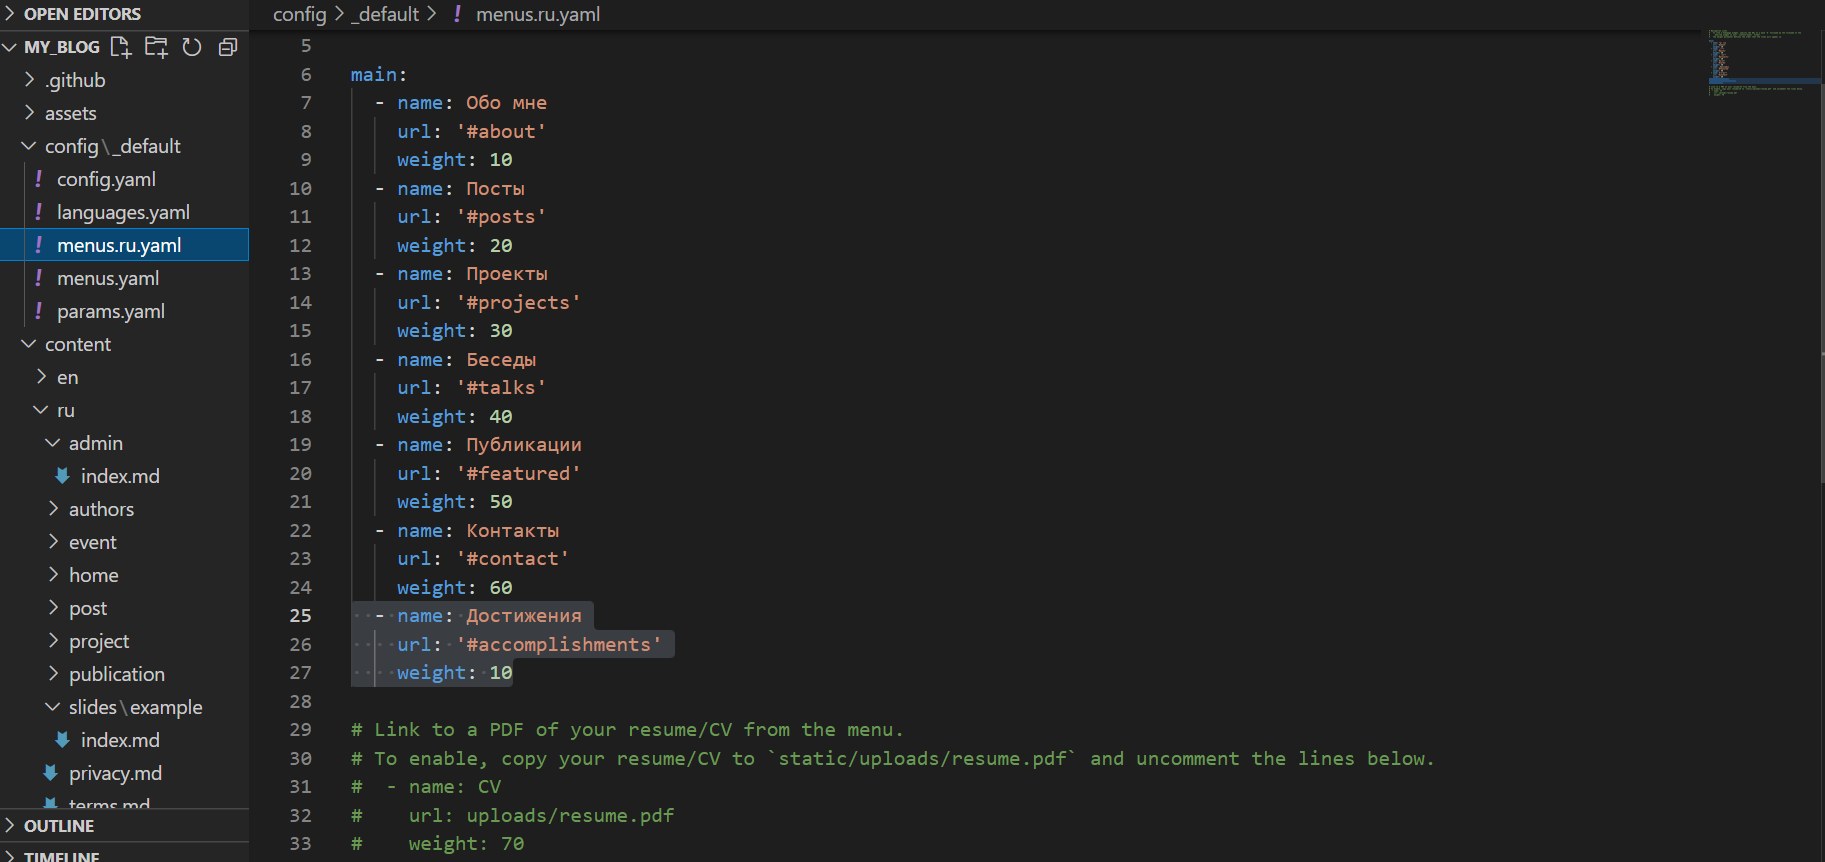 OPEN EDITORS
MY_BLOG
.github
assets
config\_default
config.yaml
languages.yaml
menus.ru.yaml
menus.yaml
params.yaml
content
en
ru
admin
index.md
authors
event
home
post
project
publication
slides\example
index.md
privacy.md
terms.md
OUTLINE
TIMELINE
config > _default > ! menus.ru.yaml
5
6 main:
7 - name: Обо мне
8 url: '#about'
9 weight: 10
10 - name: Посты
11 url: '#posts'
12 weight: 20
13 - name: Проекты
14 url: '#projects'
15 weight: 30
16 - name: Беседы
17 url: '#talks'
18 weight: 40
19 - name: Публикации
20 url: '#featured'
21 weight: 50
22 - name: Контакты
23 url: '#contact'
24 weight: 60
25 - name: Достижения
26 url: '#accomplishments'
27 weight: 10
28
29 # Link to a PDF of your resume/CV from the menu.
30 # To enable, copy your resume/CV to `static/uploads/resume.pdf` and uncomment the lines below.
31 # - name: CV
32 # url: uploads/resume.pdf
33 # weight: 70